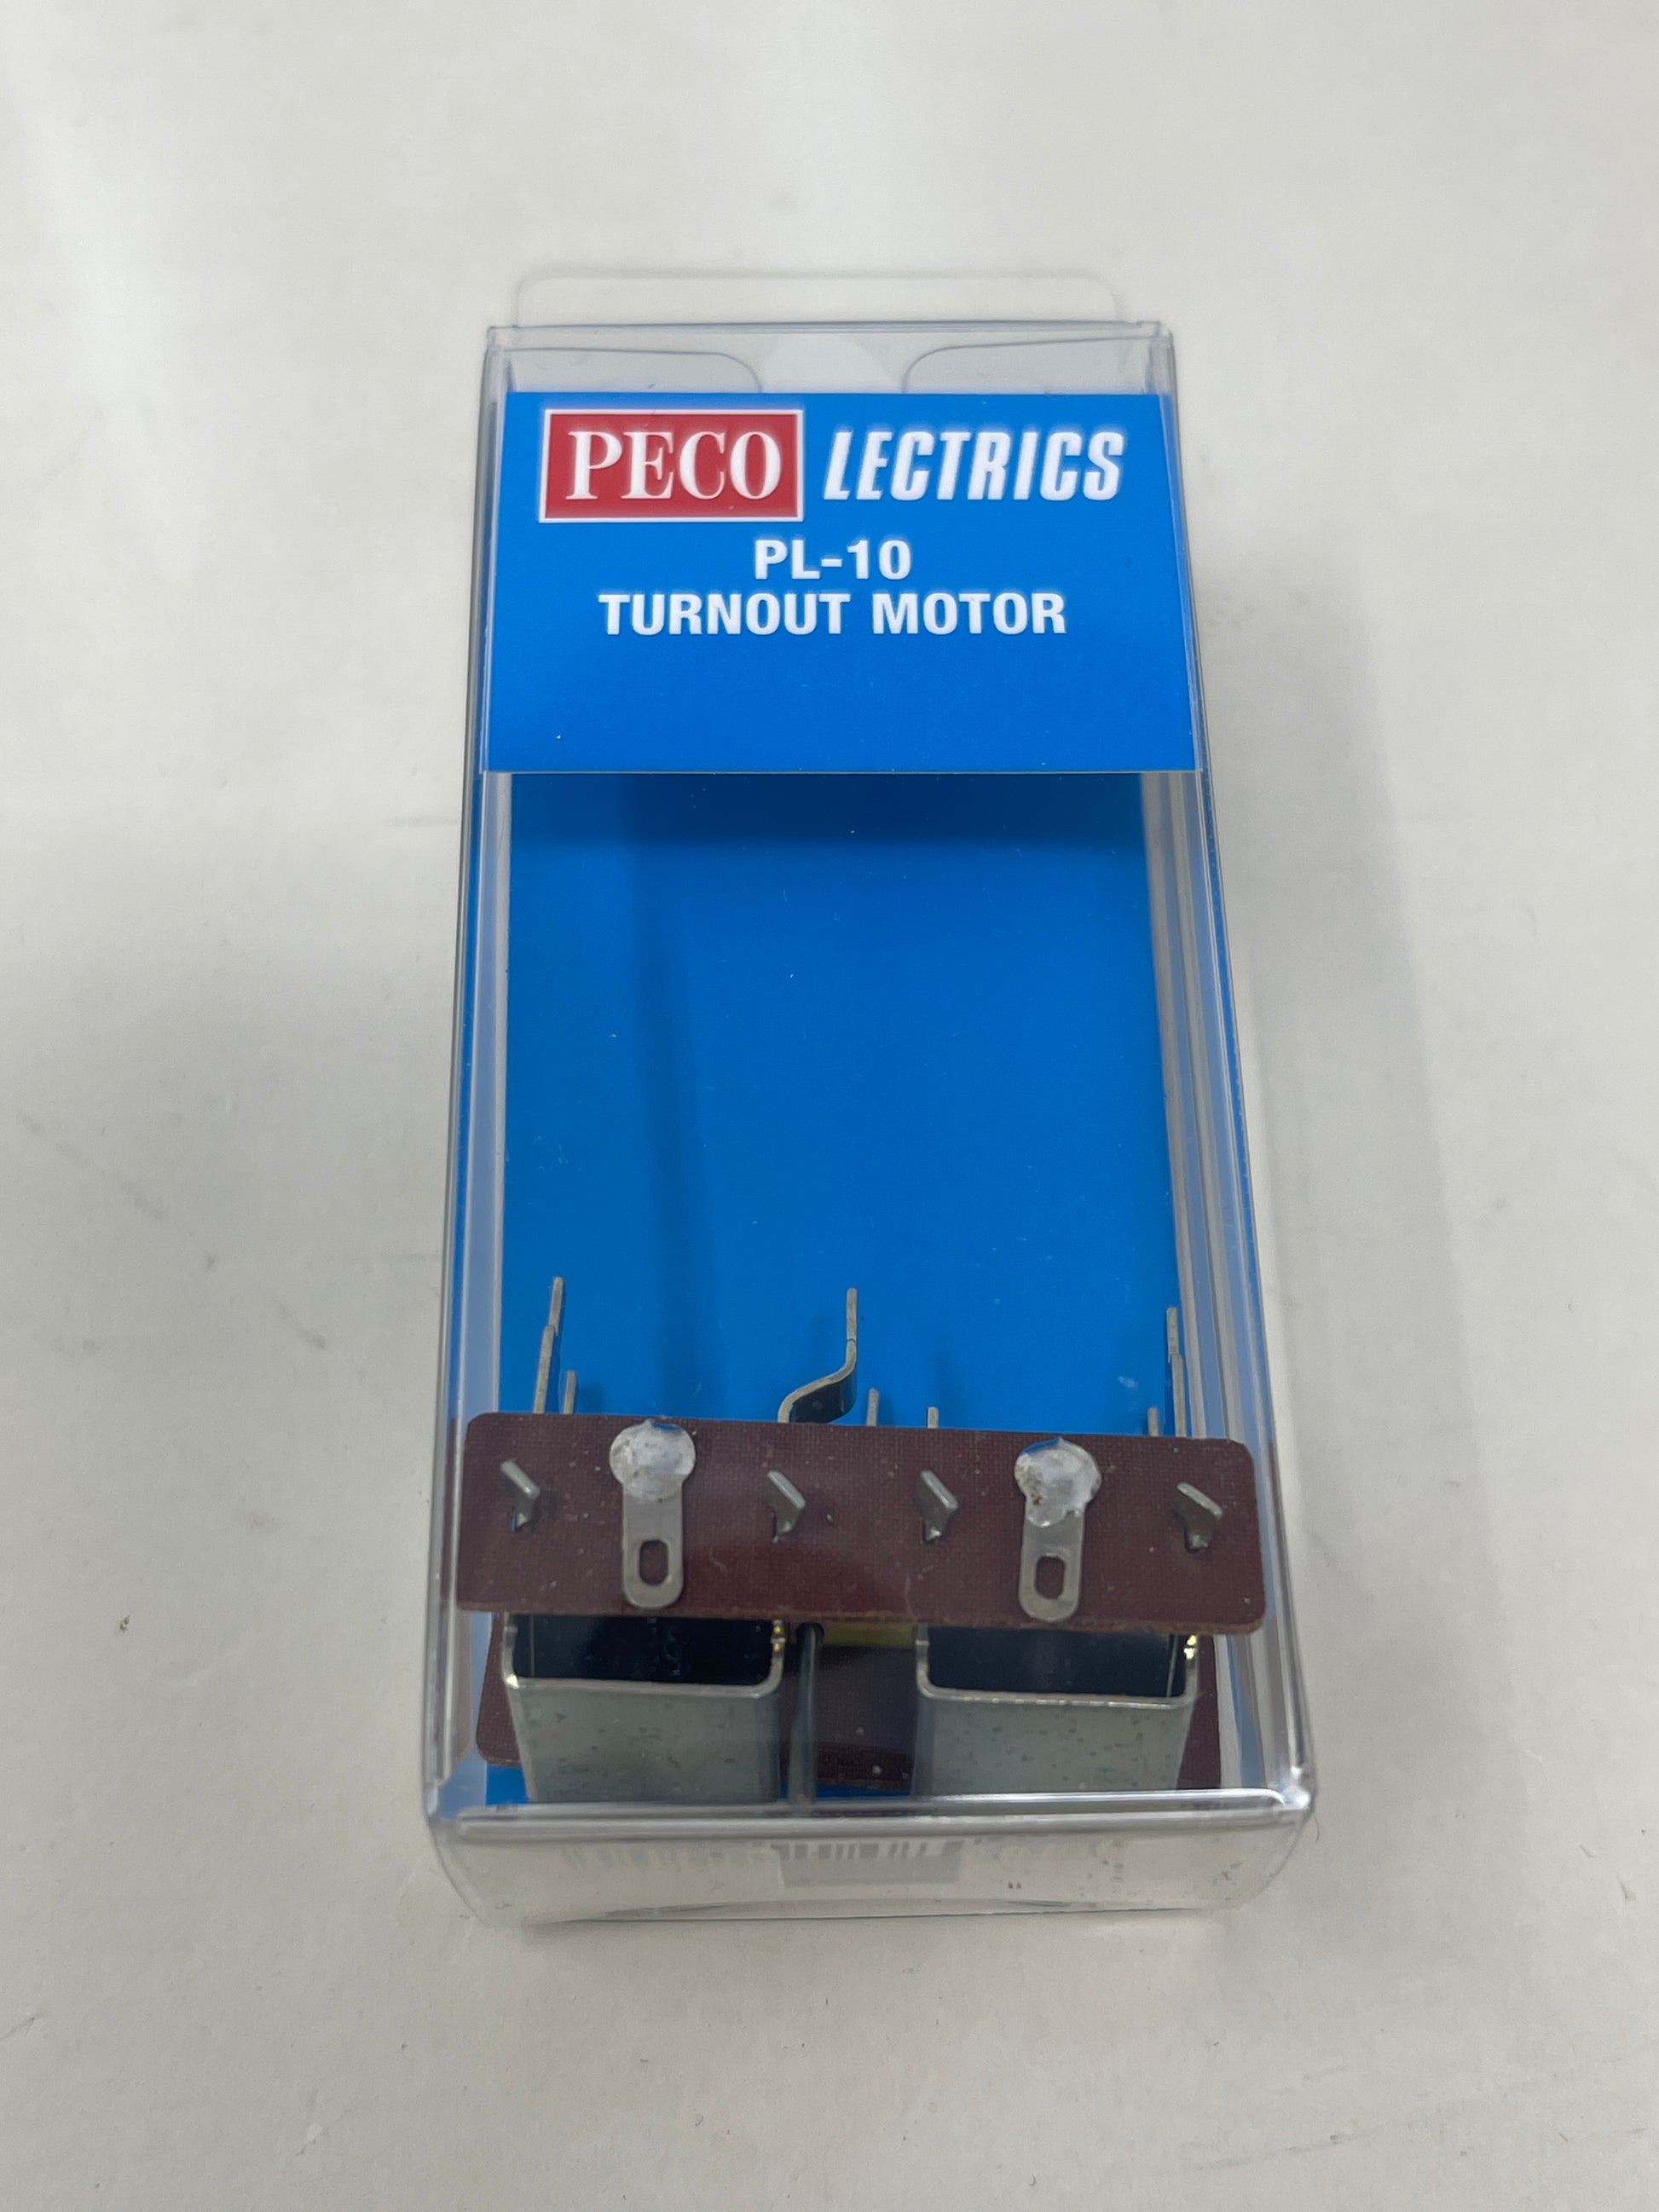 PECO LECTRICS
PL-10
TURNOUT MOTOR